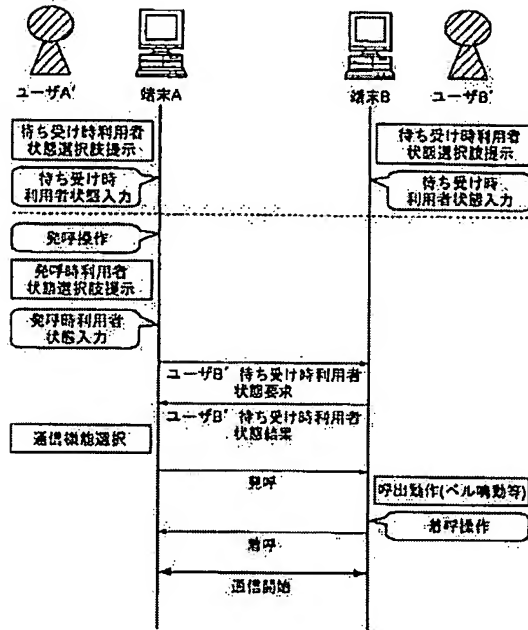 ユーザA'
端末A
端末B
ユーザB'
待ち受け時利用者
状態選択肢提示
待ち受け時利用者
状態選択肢提示
待ち受け時
利用者状態入力
待ち受け時
利用者状態入力
発呼操作
発呼時利用者
状態選択肢提示
発呼時利用者
状態入力
ユーザB' 待ち受け時利用者
状態要求
ユーザB' 待ち受け時利用者
状態結果
通信機能選択
発呼
呼出動作(ベル鳴動等)
着呼操作
着呼
通信開始